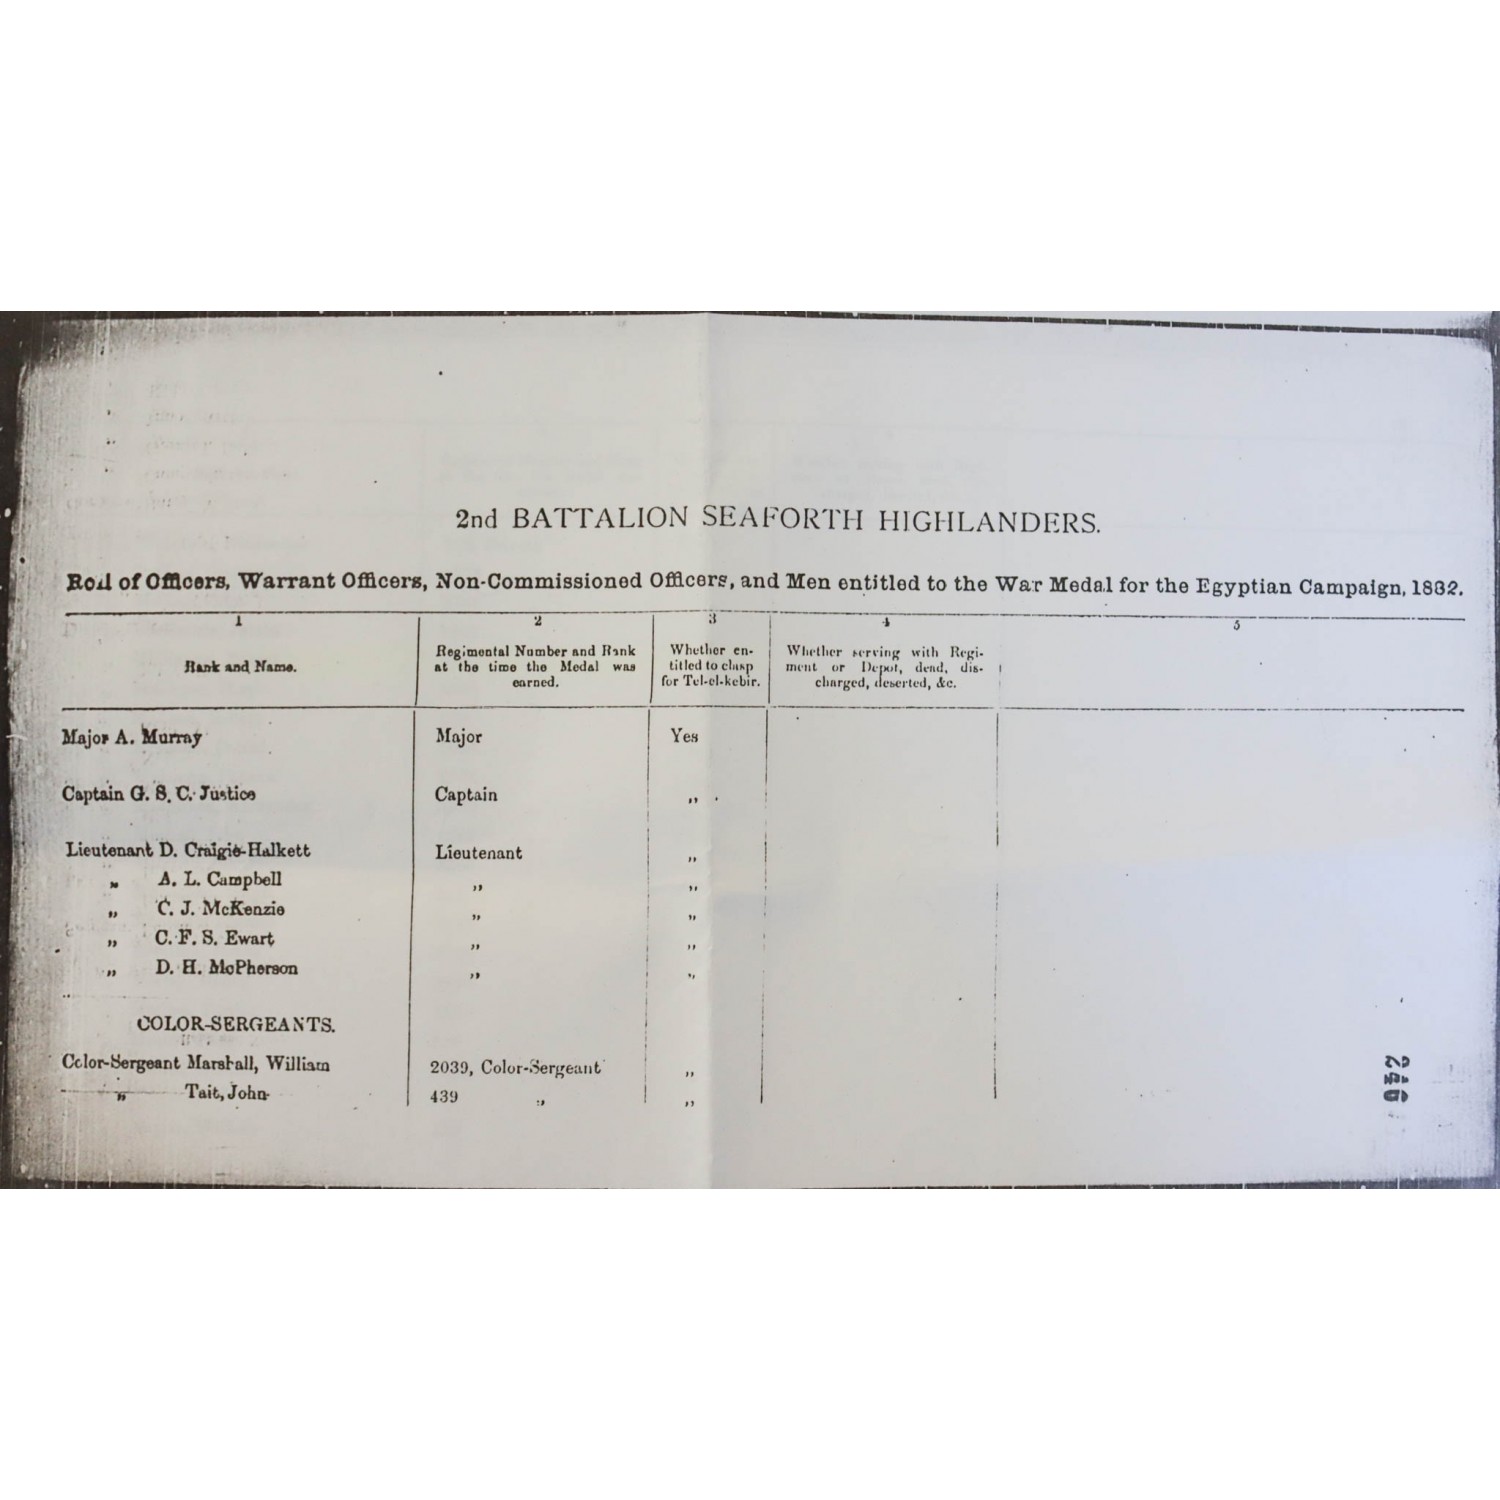 2nd BATTALION SEAFORTH HIGHLANDERS.
Roll of Officers, Warrant Officers, Non-Commissioned Officers, and Men entitled to the War Medal for the Egyptian Campaign, 1882.
1 2 3 4 5
Rank and Name.
Regimental Number and Rank
at the time the Medal was
earned.
Whether en-
titled to clasp
for Tel-el-kebir.
Whether serving with Regi-
ment or Depot, dead, dis-
charged, deserted, &c.
Major A. Murray Major Yes
Captain G. S. C. Justice Captain ,,
Lieutenant D. Craigie-Halkett Lieutenant ,,
,, A. L. Campbell ,, ,,
,, C. J. McKenzie ,, ,,
,, C. F. S. Ewart ,, ,,
,, D. H. McPherson ,, ,,
COLOR-SERGEANTS.
Color-Sergeant Marshall, William 2039, Color-Sergeant ,,
,, Tait, John 439 ,, ,,